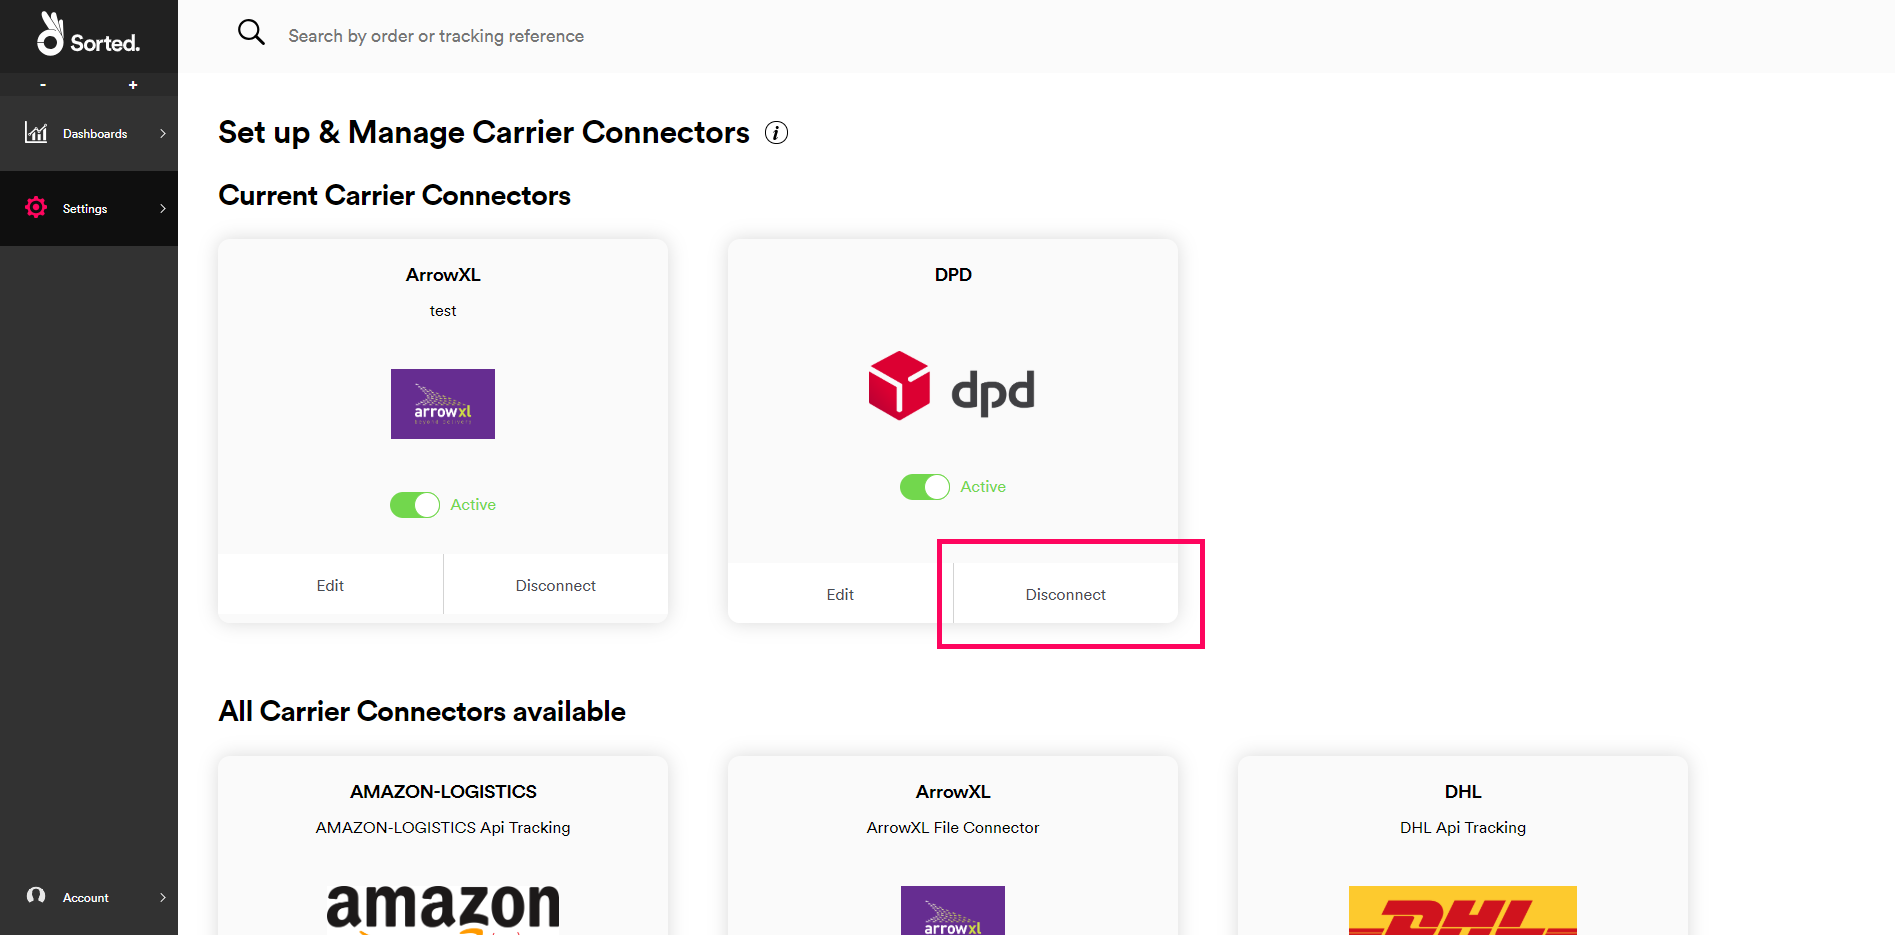 Sorted.
Search by order or tracking reference
- +
Dashboards
Settings
Set up & Manage Carrier Connectors i
Current Carrier Connectors
ArrowXL
test
arrowxl
Active
Edit Disconnect
DPD
dpd
Active
Edit Disconnect
All Carrier Connectors available
AMAZON-LOGISTICS
AMAZON-LOGISTICS Api Tracking
amazon
ArrowXL
ArrowXL File Connector
arrowxl
DHL
DHL Api Tracking
DHL
Account